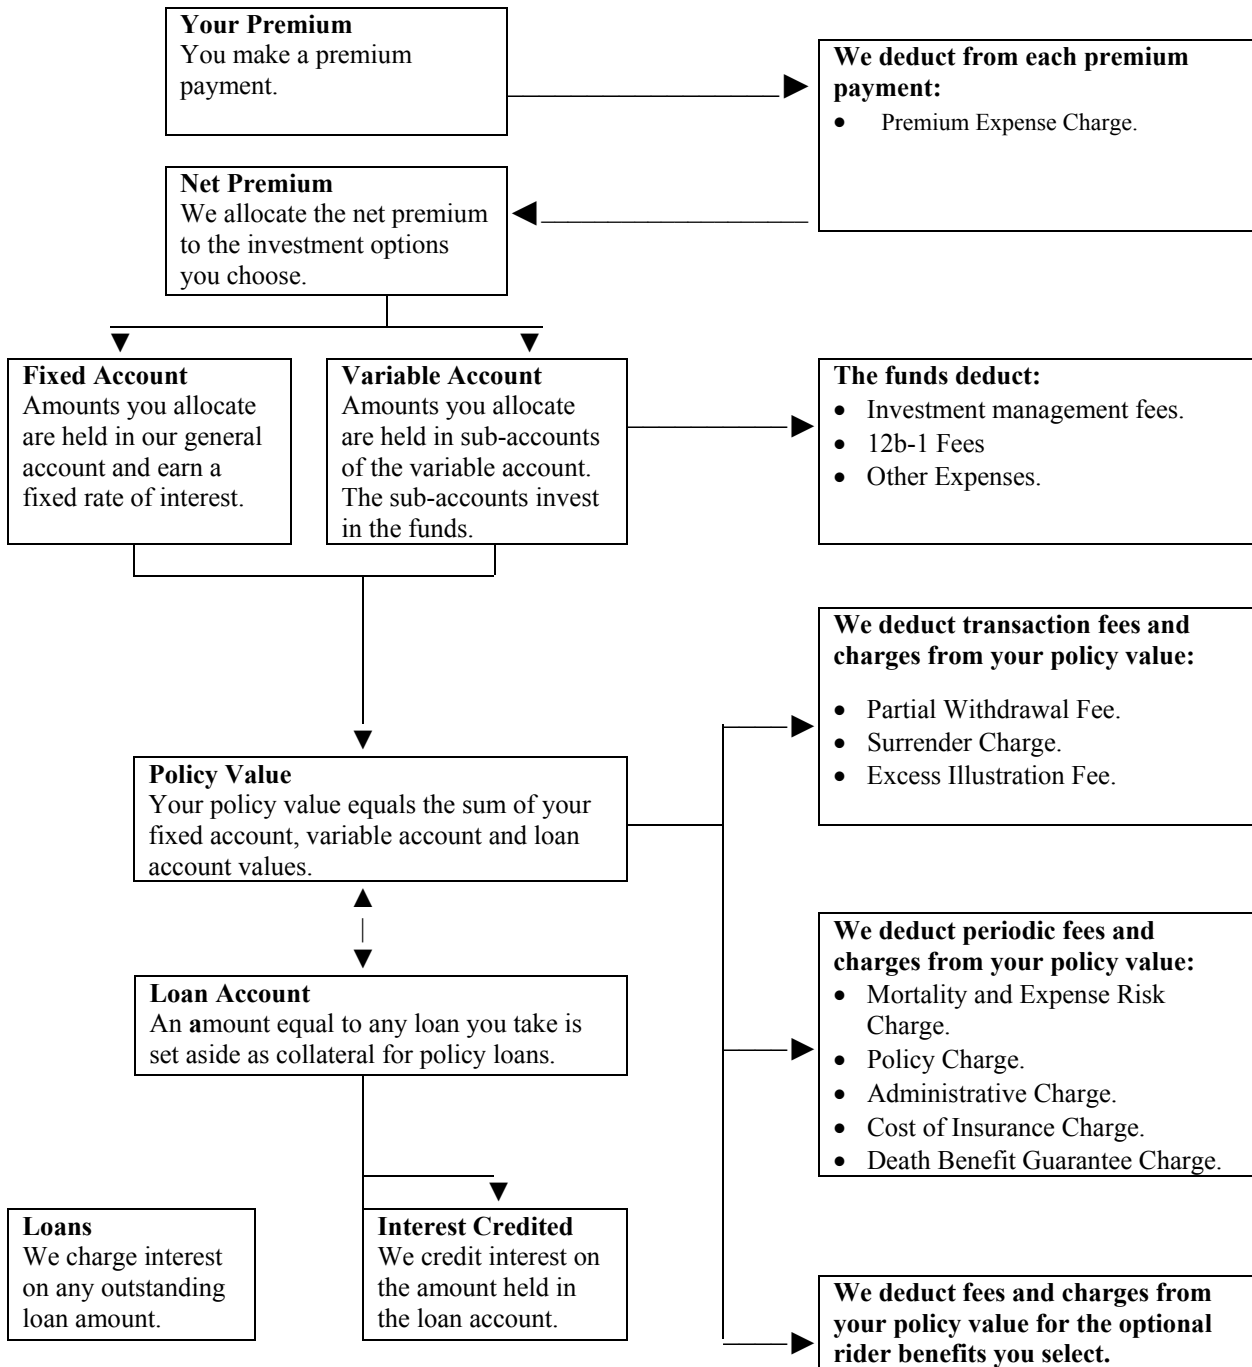 Your Premium
You make a premium
payment.
We deduct from each premium
payment:
• Premium Expense Charge.
Net Premium
We allocate the net premium
to the investment options
you choose.
Fixed Account
Amounts you allocate
are held in our general
account and earn a
fixed rate of interest.
Variable Account
Amounts you allocate
are held in sub-accounts
of the variable account.
The sub-accounts invest
in the funds.
The funds deduct:
• Investment management fees.
• 12b-1 Fees
• Other Expenses.
We deduct transaction fees and
charges from your policy value:
• Partial Withdrawal Fee.
• Surrender Charge.
• Excess Illustration Fee.
Policy Value
Your policy value equals the sum of your
fixed account, variable account and loan
account values.
We deduct periodic fees and
charges from your policy value:
• Mortality and Expense Risk
Charge.
• Policy Charge.
• Administrative Charge.
• Cost of Insurance Charge.
• Death Benefit Guarantee Charge.
Loan Account
An amount equal to any loan you take is
set aside as collateral for policy loans.
Loans
We charge interest
on any outstanding
loan amount.
Interest Credited
We credit interest on
the amount held in
the loan account.
We deduct fees and charges from
your policy value for the optional
rider benefits you select.